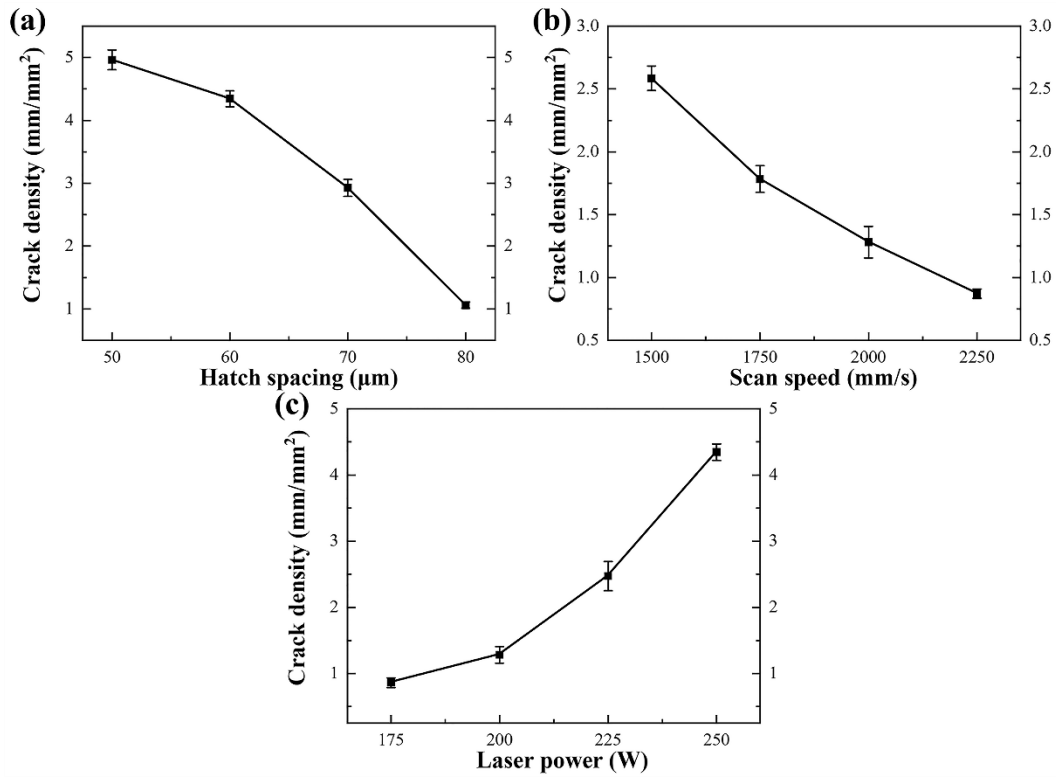 (a)
Crack density (mm/mm²)
5
4
3
2
1
5
4
3
2
1
50 60 70 80
Hatch spacing (μm)
(b)
Crack density (mm/mm²)
3.0
2.5
2.0
1.5
1.0
0.5
3.0
2.5
2.0
1.5
1.0
0.5
1500 1750 2000 2250
Scan speed (mm/s)
(c)
Crack density (mm/mm²)
5
4
3
2
1
5
4
3
2
1
175 200 225 250
Laser power (W)